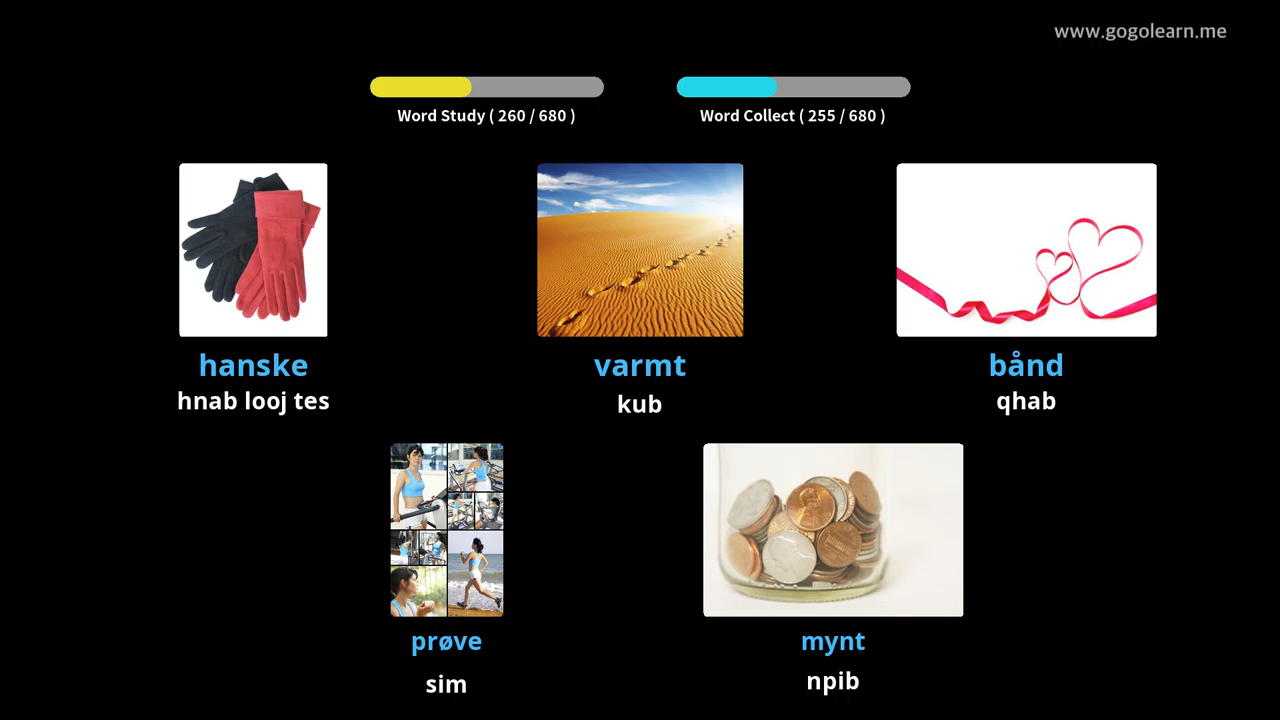 www.gogolearn.me
Word Study ( 260 / 680 )
Word Collect ( 255 / 680 )
hanske
hnab looj tes
varmt
kub
bånd
qhab
prøve
sim
mynt
npib